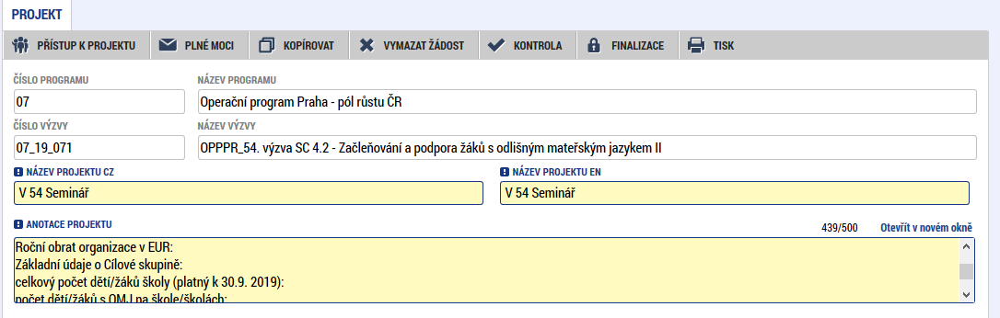 PROJEKT
PŘÍSTUP K PROJEKTU PLNÉ MOCI KOPÍROVAT VYMAZAT ŽÁDOST KONTROLA FINALIZACE TISK
ČÍSLO PROGRAMU NÁZEV PROGRAMU
07 Operační program Praha - pól růstu ČR
ČÍSLO VÝZVY NÁZEV VÝZVY
07_19_071 OPPPR_54. výzva SC 4.2 - Začleňování a podpora žáků s odlišným mateřským jazykem II
NÁZEV PROJEKTU CZ NÁZEV PROJEKTU EN
V 54 Seminář V 54 Seminář
ANOTACE PROJEKTU 439/500 Otevřít v novém okně
Roční obrat organizace v EUR:
Základní údaje o Cílové skupině:
celkový počet dětí/žáků školy (platný k 30.9. 2019):
počet dětí/žáků s OMJ na škole/školách: